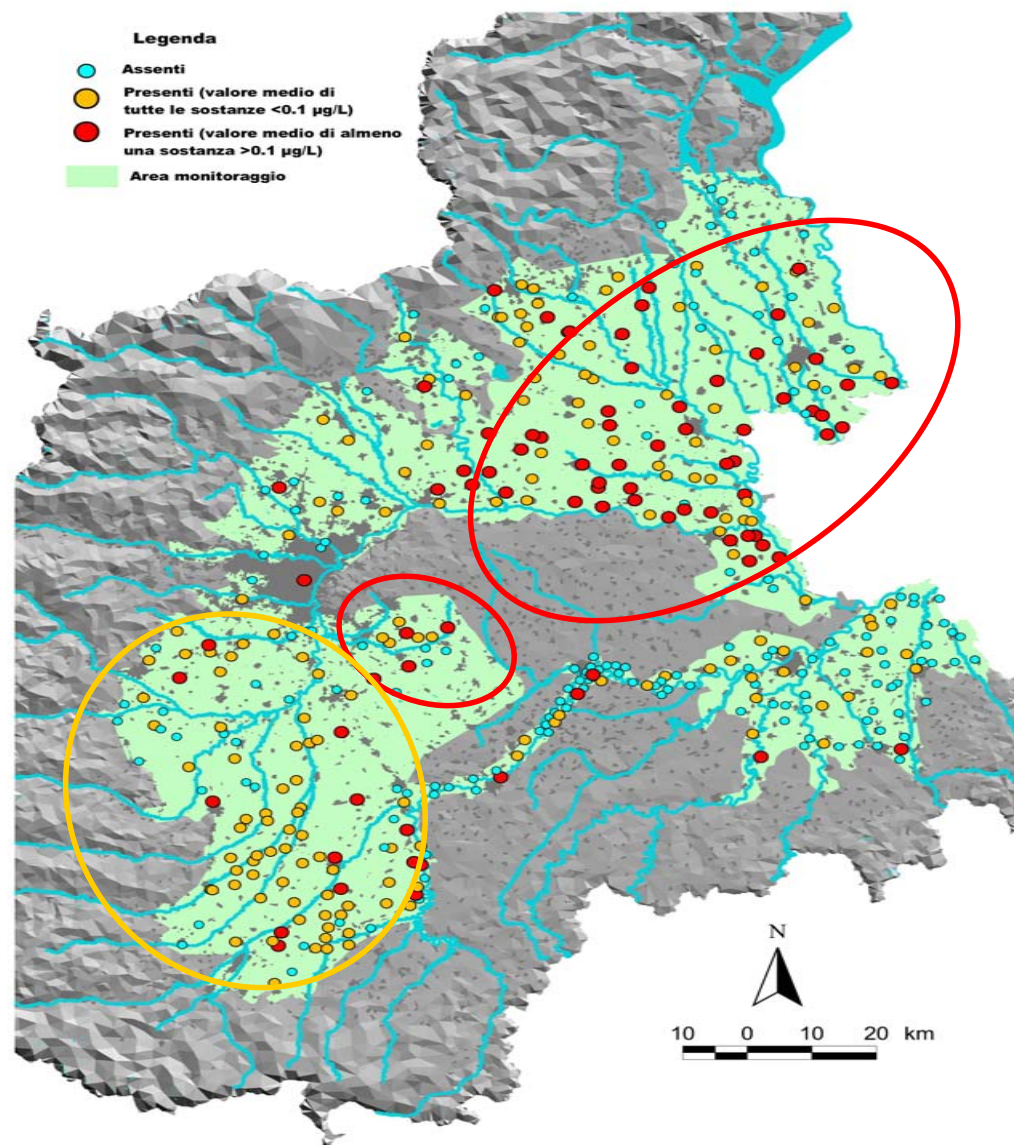 Legenda
Assenti
Presenti (valore medio di
tutte le sostanze <0.1 µg/L)
Presenti (valore medio di almeno
una sostanza >0.1 µg/L)
Area monitoraggio
N
10 0 10 20 km